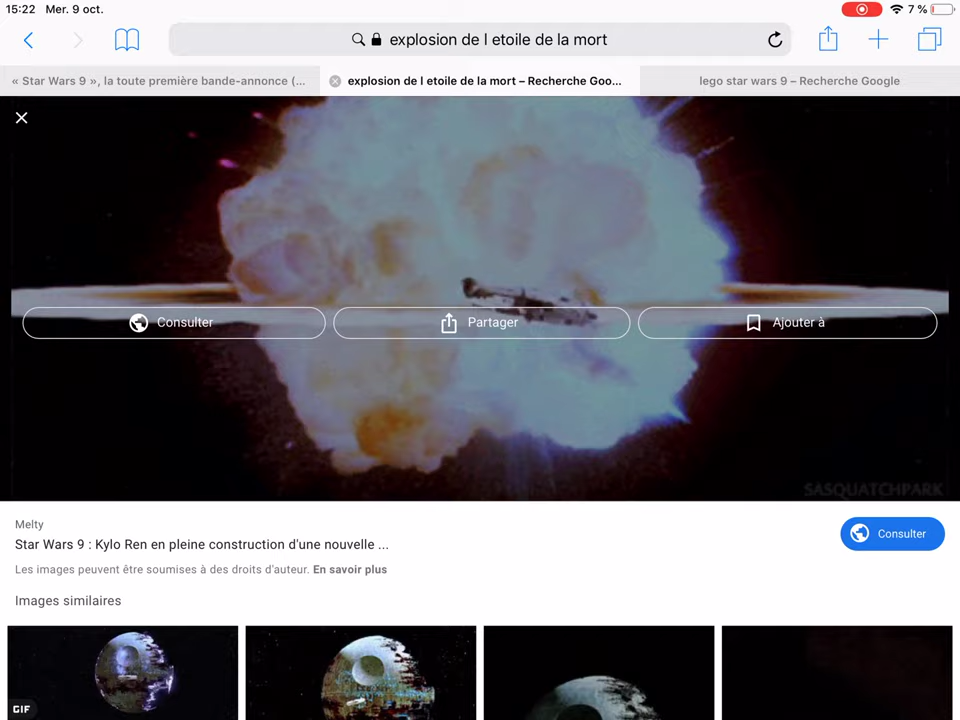 15:22 Mer. 9 oct. 7 %
explosion de l etoile de la mort
« Star Wars 9 », la toute première bande-annonce (... explosion de l etoile de la mort – Recherche Goo... lego star wars 9 – Recherche Google
Consulter Partager Ajouter à
SASQUATCHPARK
Melty
Star Wars 9 : Kylo Ren en pleine construction d'une nouvelle ...
Consulter
Les images peuvent être soumises à des droits d'auteur. En savoir plus
Images similaires
GIF